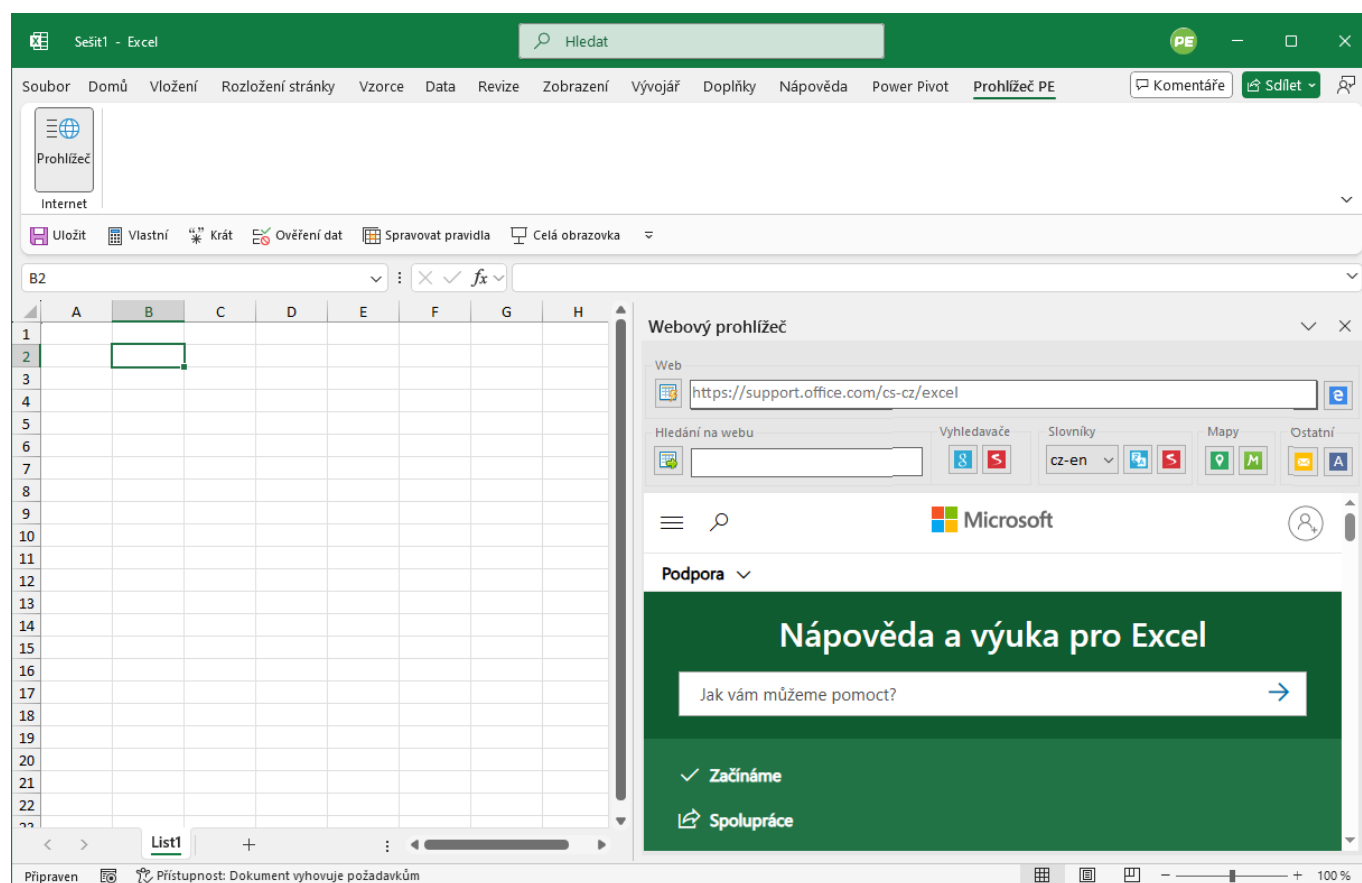 Sešit1 - Excel
Hledat
PE
Soubor Domů Vložení Rozložení stránky Vzorce Data Revize Zobrazení Vývojář Doplňky Nápověda Power Pivot Prohlížeč PE Komentáře Sdílet
Prohlížeč
Internet
Uložit Vlastní Krát Ověření dat Spravovat pravidla Celá obrazovka
B2
fx
A B C D E F G H
1
2
3
4
5
6
7
8
9
10
11
12
13
14
15
16
17
18
19
20
21
22
23
List1
Webový prohlížeč
Web
https://support.office.com/cs-cz/excel
Hledání na webu Vyhledavače Slovníky Mapy Ostatní
cz-en
Microsoft
Podpora
Nápověda a výuka pro Excel
Jak vám můžeme pomoct?
Začínáme
Spolupráce
Připraven Přístupnost: Dokument vyhovuje požadavkům 100 %